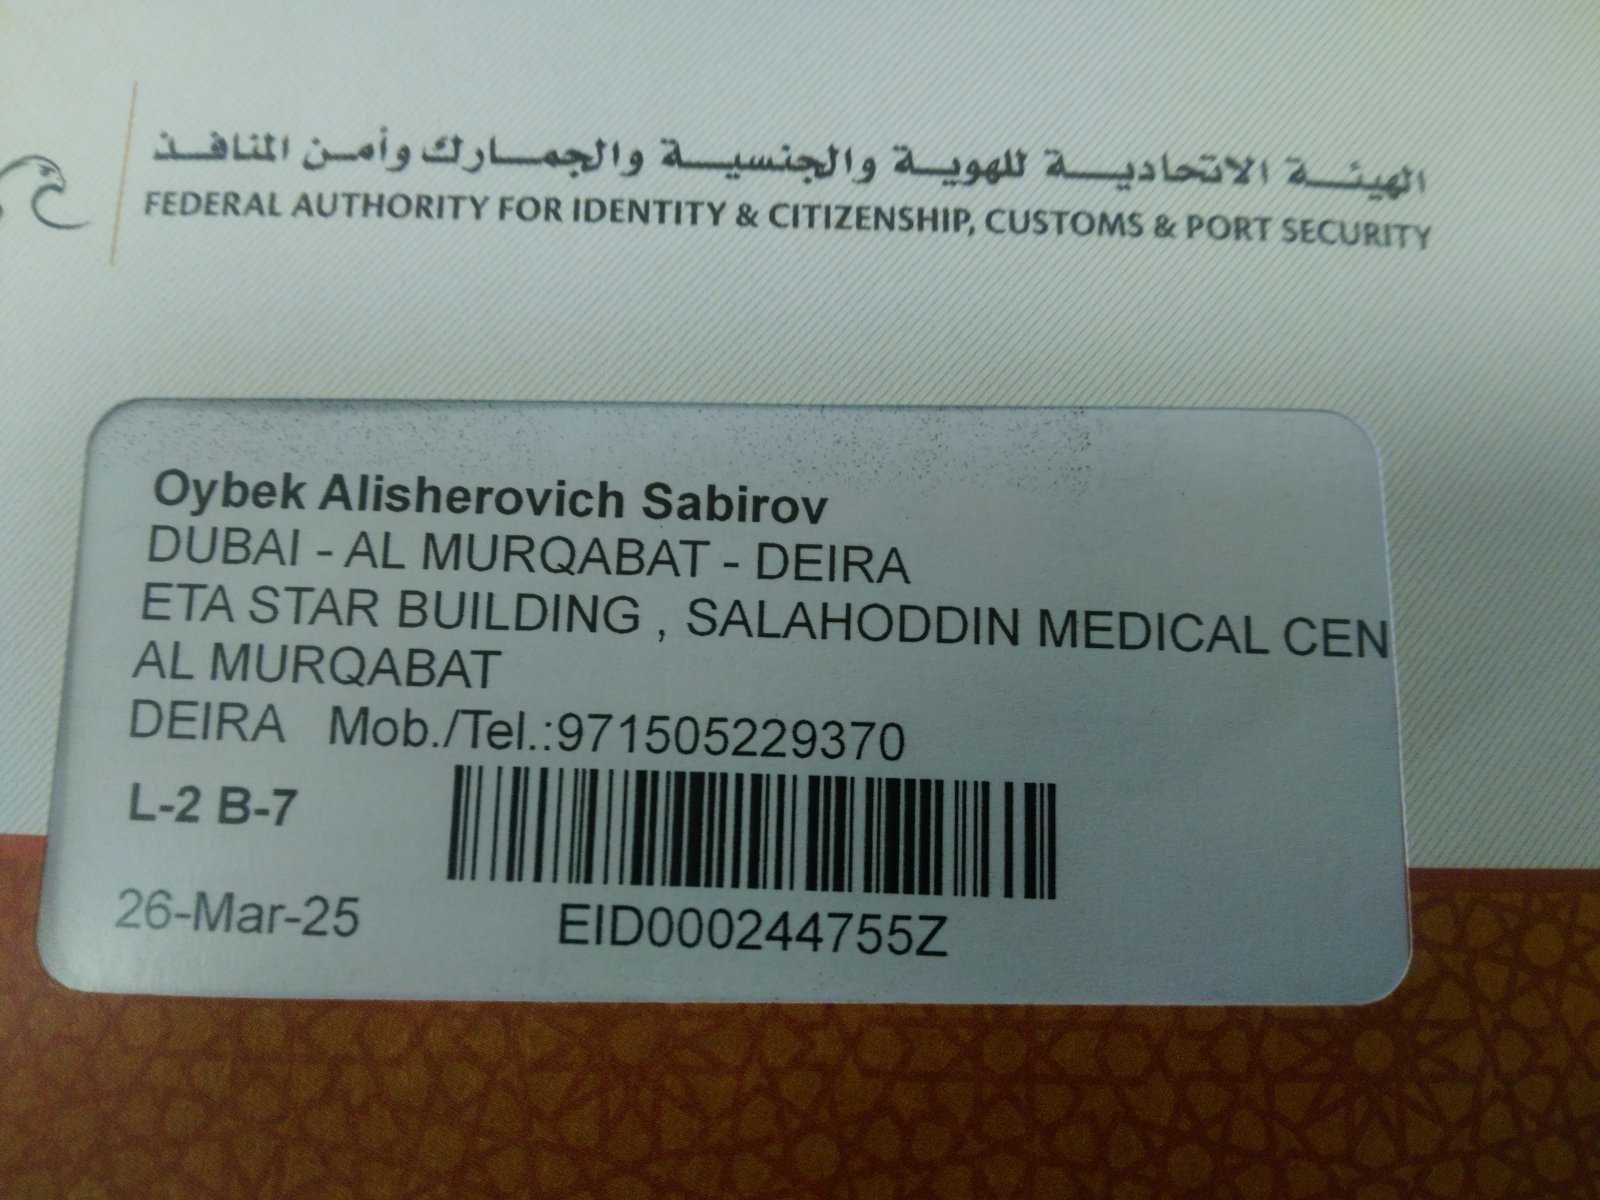 الهيئة الاتحادية للهوية والجنسية والجمارك وأمن المنافذ
FEDERAL AUTHORITY FOR IDENTITY & CITIZENSHIP, CUSTOMS & PORT SECURITY
Oybek Alisherovich Sabirov
DUBAI - AL MURQABAT - DEIRA
ETA STAR BUILDING , SALAHODDIN MEDICAL CEN
AL MURQABAT
DEIRA Mob./Tel.:971505229370
L-2 B-7
26-Mar-25
EID000244755Z